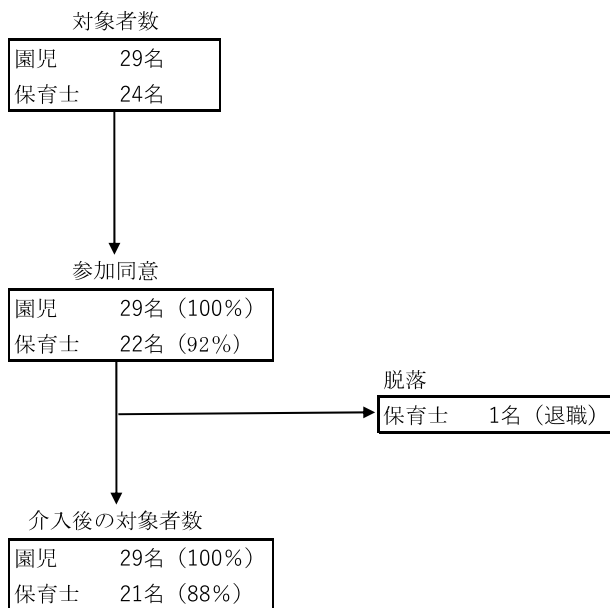 対象者数
園児 29名
保育士 24名
参加同意
園児 29名（100%）
保育士 22名（92%）
脱落
保育士 1名（退職）
介入後の対象者数
園児 29名（100%）
保育士 21名（88%）